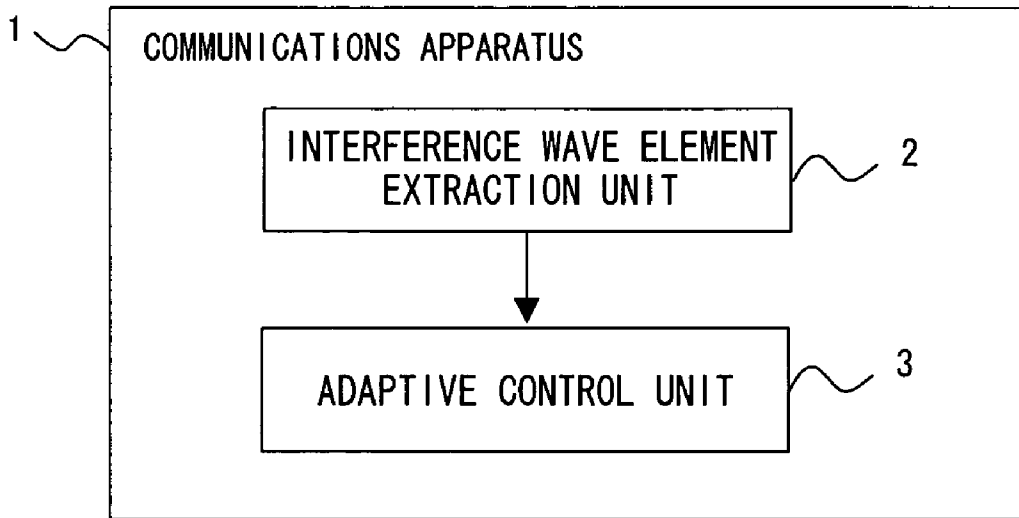 1
COMMUNICATIONS APPARATUS
INTERFERENCE WAVE ELEMENT
EXTRACTION UNIT
2
ADAPTIVE CONTROL UNIT
3